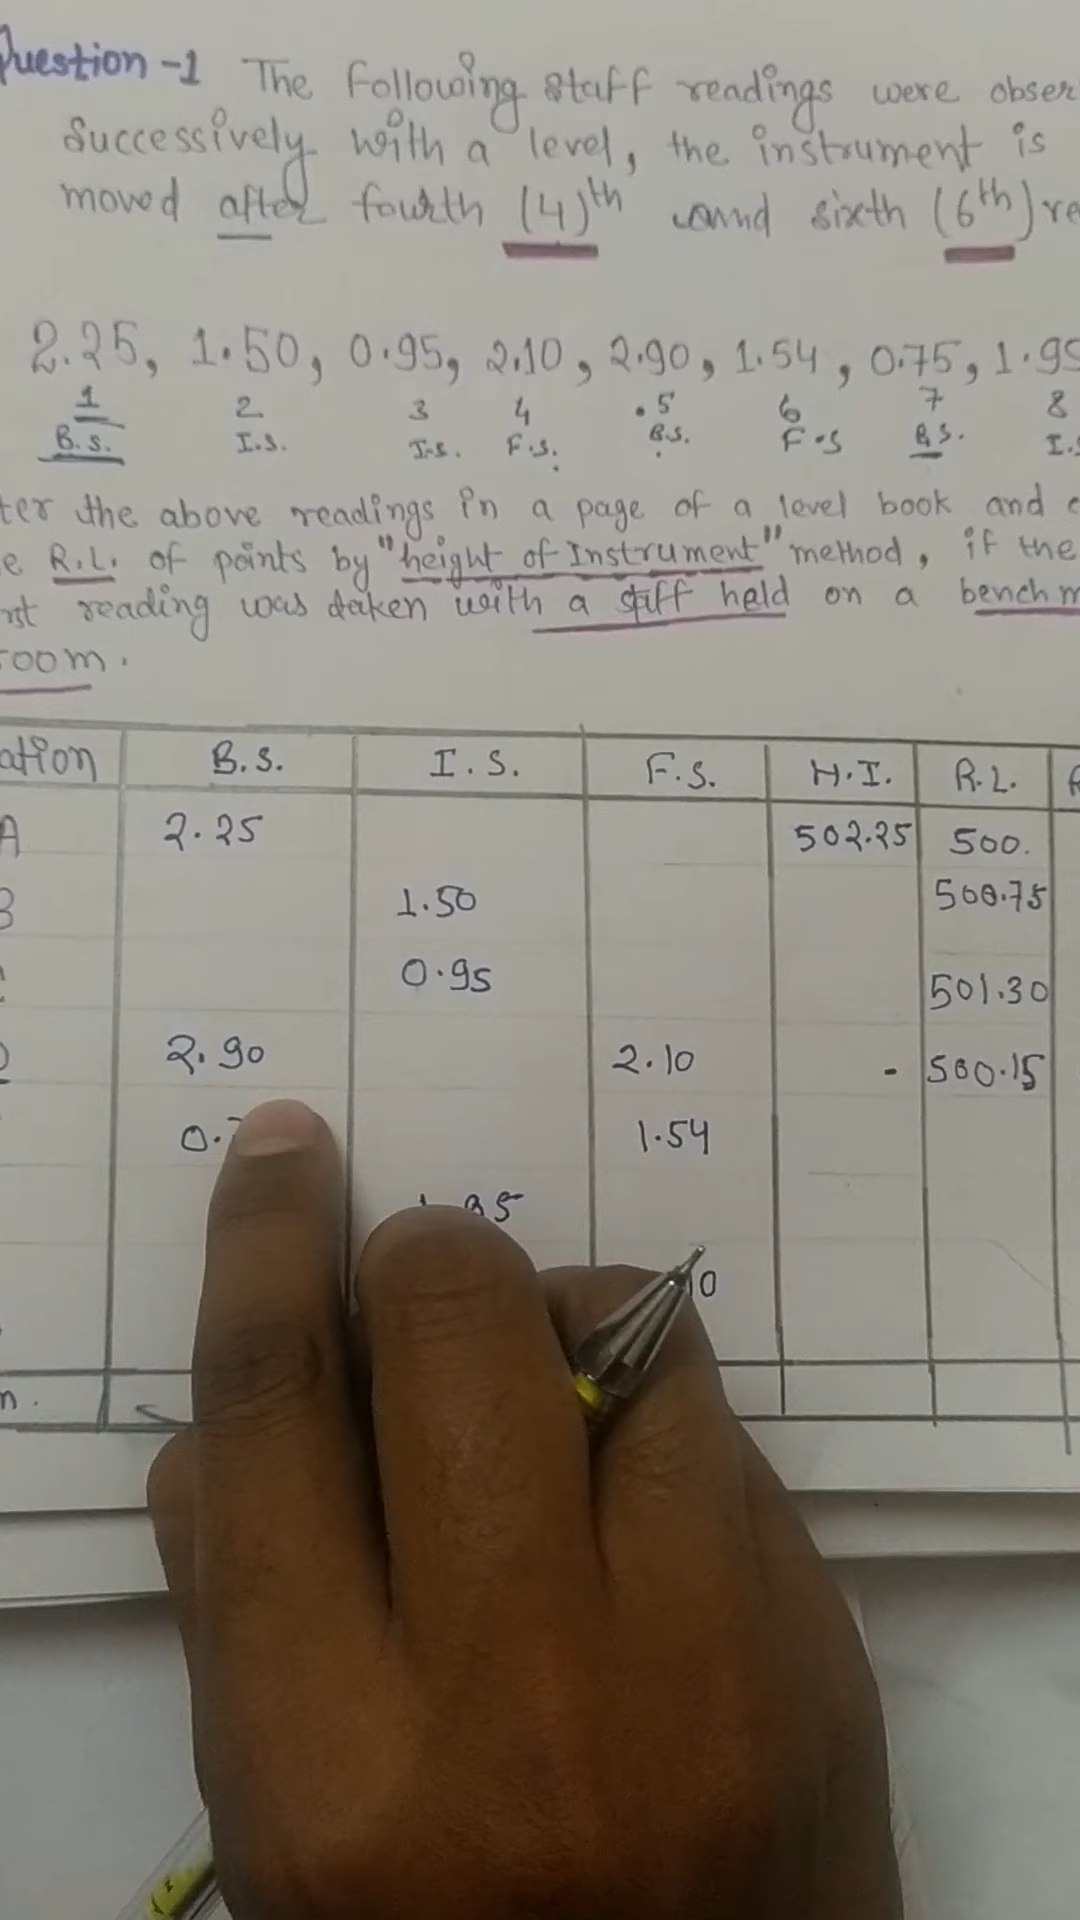 Question-1 The Following staff readings were obser
Successively with a level, the instrument is
moved after fourth (4)th and sixth (6th) re
2.25, 1.50, 0.95, 2.10, 2.90, 1.54, 0.75, 1.95
1 2 3 4 .5 6 7 8
B.S. I.S. I.S. F.S. B.S. F.S B.S. I.S
ter the above readings in a page of a level book and c
e R.L. of points by "height of Instrument" method, if the
rst reading was taken with a staff held on a benchm
500m.
ation B.S. I.S. F.S. H.I. R.L. R
A 2.25 502.25 500.
B 1.50 500.75
0.95 501.30
D 2.90 2.10 - 500.15
0. 1.54
n.